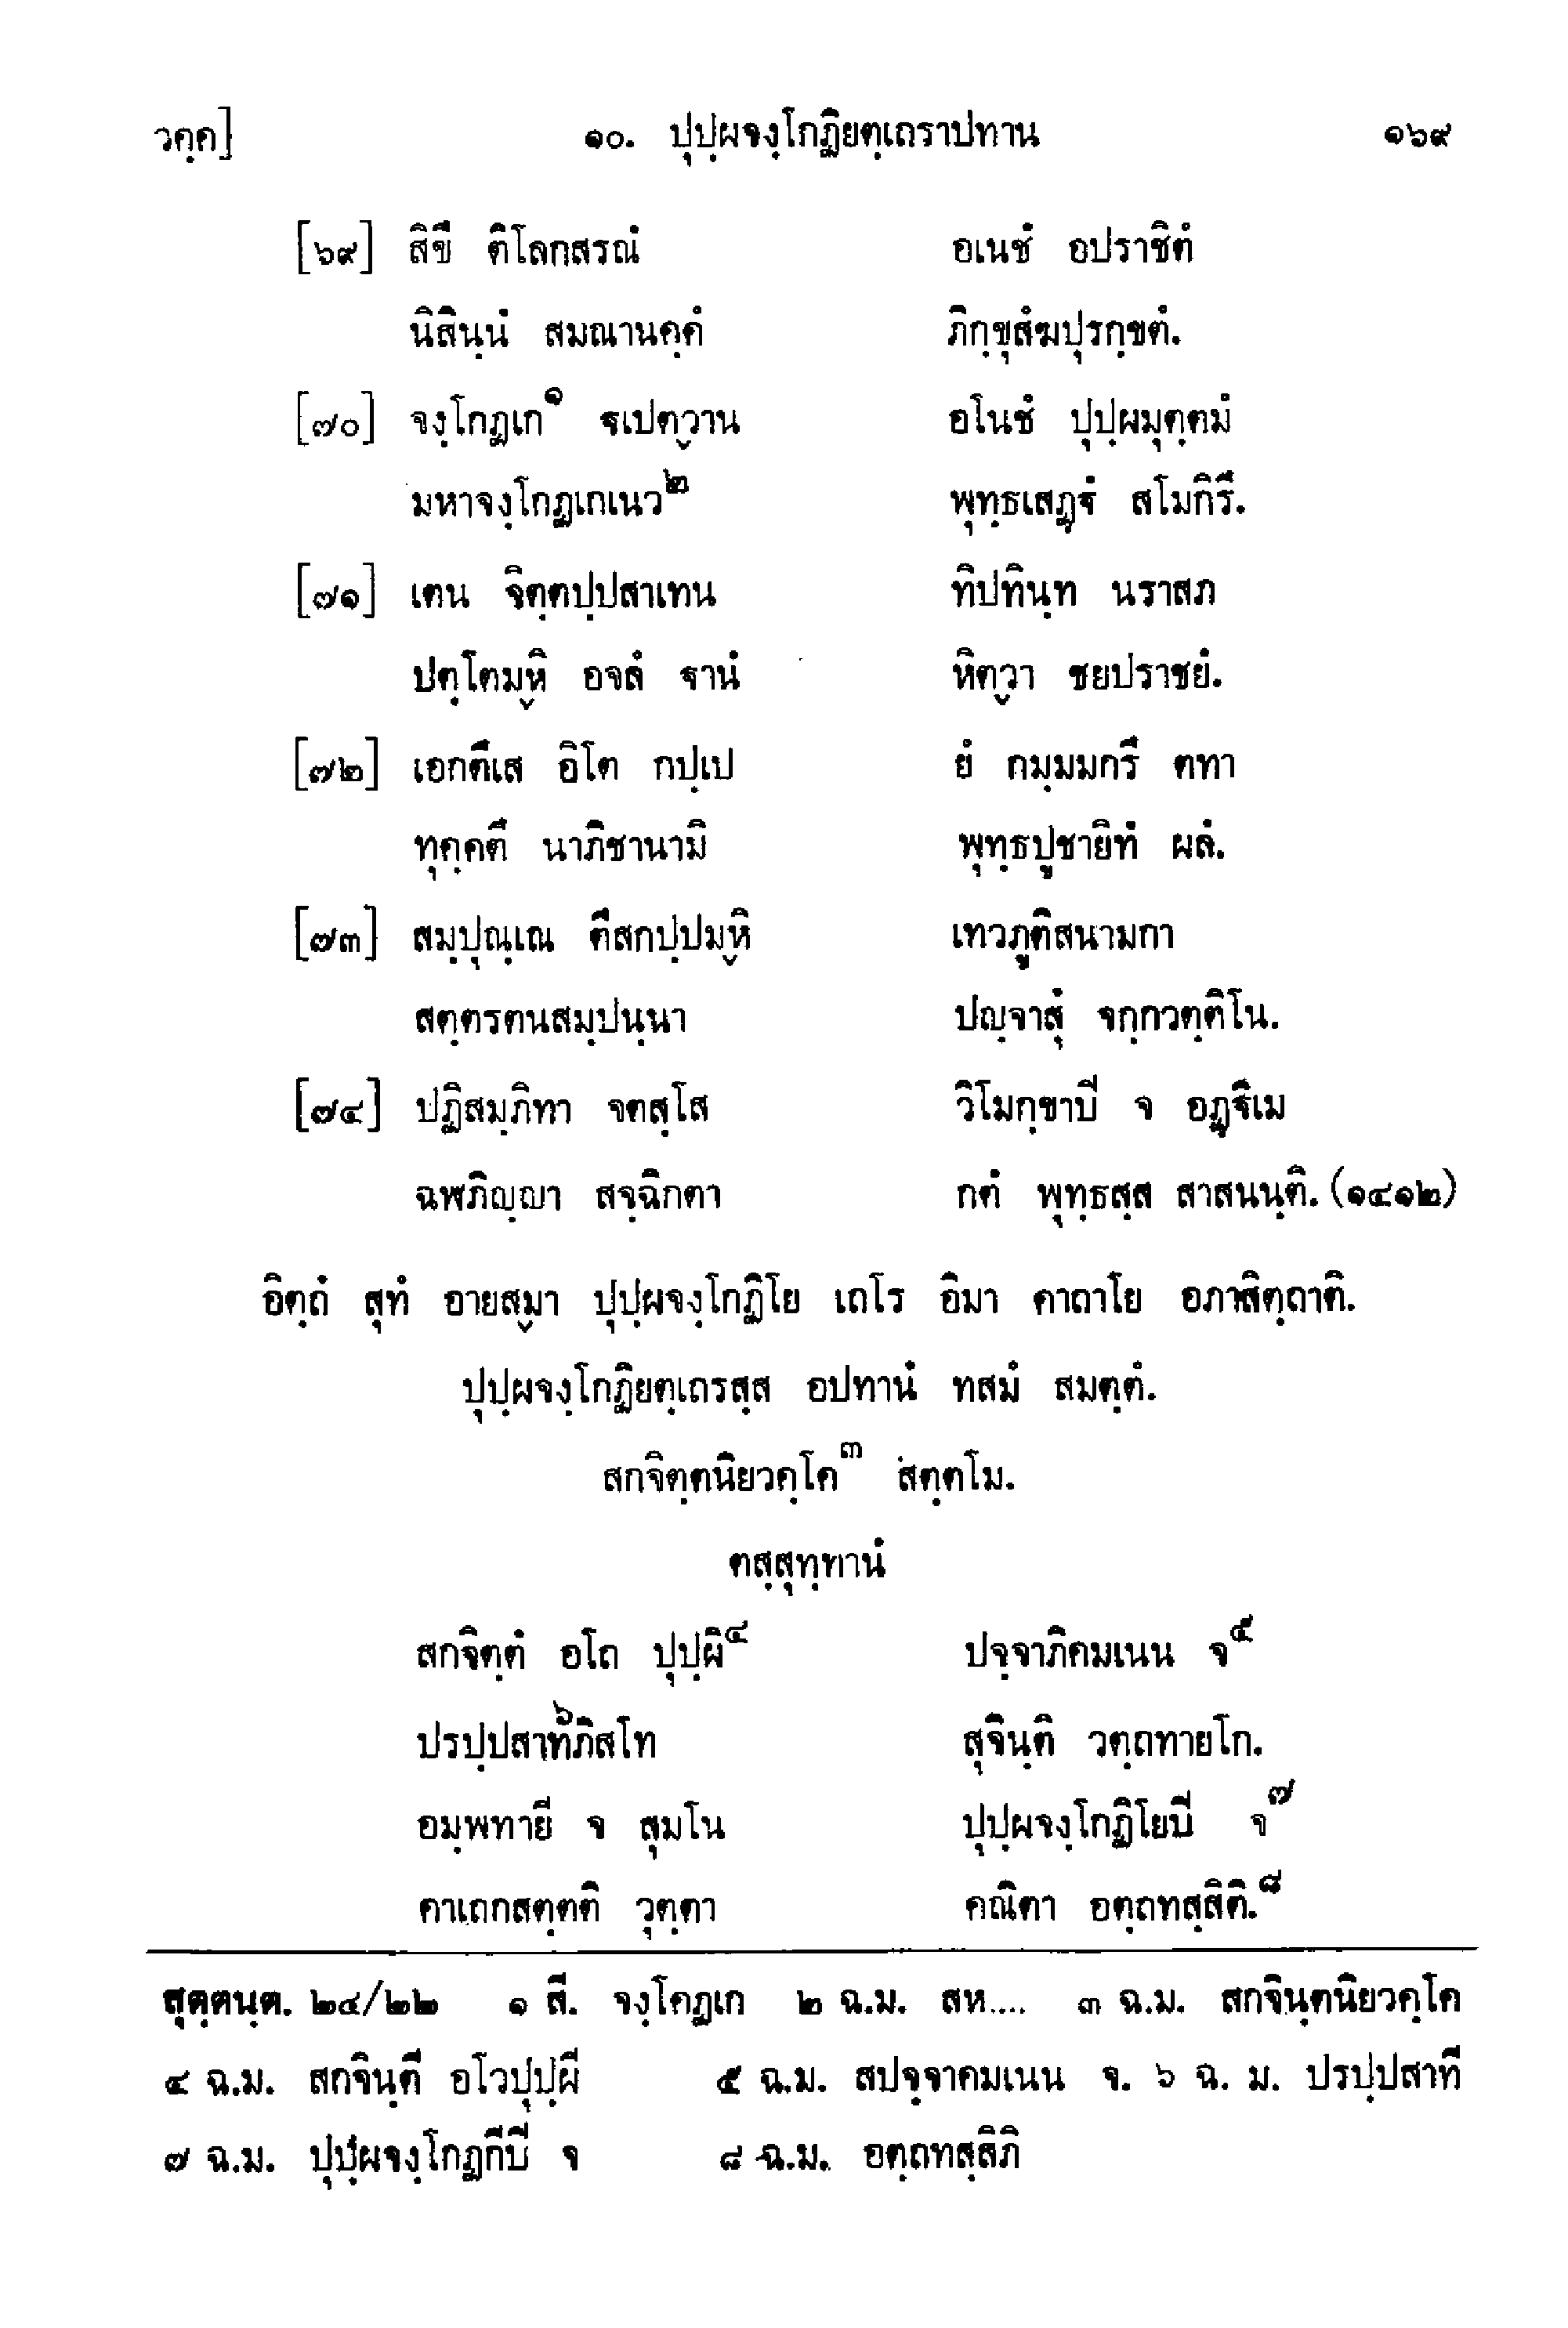 วคฺค] ๑๐. ปุปฺผจงฺโกฏิยตฺเถราปทาน ๑๖๙
[๖๙] สิขี ติโลกสรณํ อเนชํ อปราชิตํ
นิสินฺนํ สมณานคฺคํ ภิกฺขุสํฆปุรกฺขตํ.
[๗๐] จงฺโกฏเก๑ ฐเปตฺวาน อโนชํ ปุปฺผมุตฺตมํ
มหาจงฺโกฏเกเนว๒ พุทฺธเสฏฺฐํ สโมกิรึ.
[๗๑] เตน จิตฺตปฺปสาเทน ทิปทินฺท นราสภ
ปตฺโตมฺหิ อจลํ ฐานํ หิตฺวา ชยปราชยํ.
[๗๒] เอกตึเส อิโต กปฺเป ยํ กมฺมมกรึ ตทา
ทุคฺคตึ นาภิชานามิ พุทฺธปูชายิทํ ผลํ.
[๗๓] สมฺปุณฺเณ ตึสกปฺปมฺหิ เทวภูติสนามกา
สตฺตรตนสมฺปนฺนา ปญฺจาสุํ จกฺกวตฺติโน.
[๗๔] ปฏิสมฺภิทา จตสฺโส วิโมกฺขาปี จ อฏฺฐิเม
ฉฬภิญฺญา สจฺฉิกตา กตํ พุทฺธสฺส สาสนนฺติ. (๑๔๑๒)
อิตฺถํ สุทํ อายสฺมา ปุปฺผจงฺโกฏิโย เถโร อิมา คาถาโย อภาสิตฺถาติ.
ปุปฺผจงฺโกฏิยตฺเถรสฺส อปทานํ ทสมํ สมตฺตํ.
สกจิตฺตนิยวคฺโค๓ สตฺตโม.
ตสฺสุทฺทานํ
สกจิตฺตํ อโถ ปุปฺผิ๔ ปจฺจาภิคมเนน จ๕
ปรปฺปสาที๖ภิสโท สุจินฺติ วตฺถทายโก.
อมฺพทายี จ สุมโน ปุปฺผจงฺโกฏิโยปี จ๗
คาเถกสตฺตติ วุตฺตา คณิตา อตฺถทสฺสิติ.๘
สุตฺตนฺต. ๒๔/๒๒ ๑ สี. จงฺโคฏเก ๒ ฉ.ม. สห.... ๓ ฉ.ม. สกจินฺตนิยวคฺโค
๔ ฉ.ม. สกจินฺตี อโวปุปฺผี ๕ ฉ.ม. สปจฺจาคมเนน จ. ๖ ฉ. ม. ปรปฺปสาที
๗ ฉ.ม. ปุปฺผจงฺโกฏกีปี จ ๘ ฉ.ม. อตฺถทสฺสิภิ